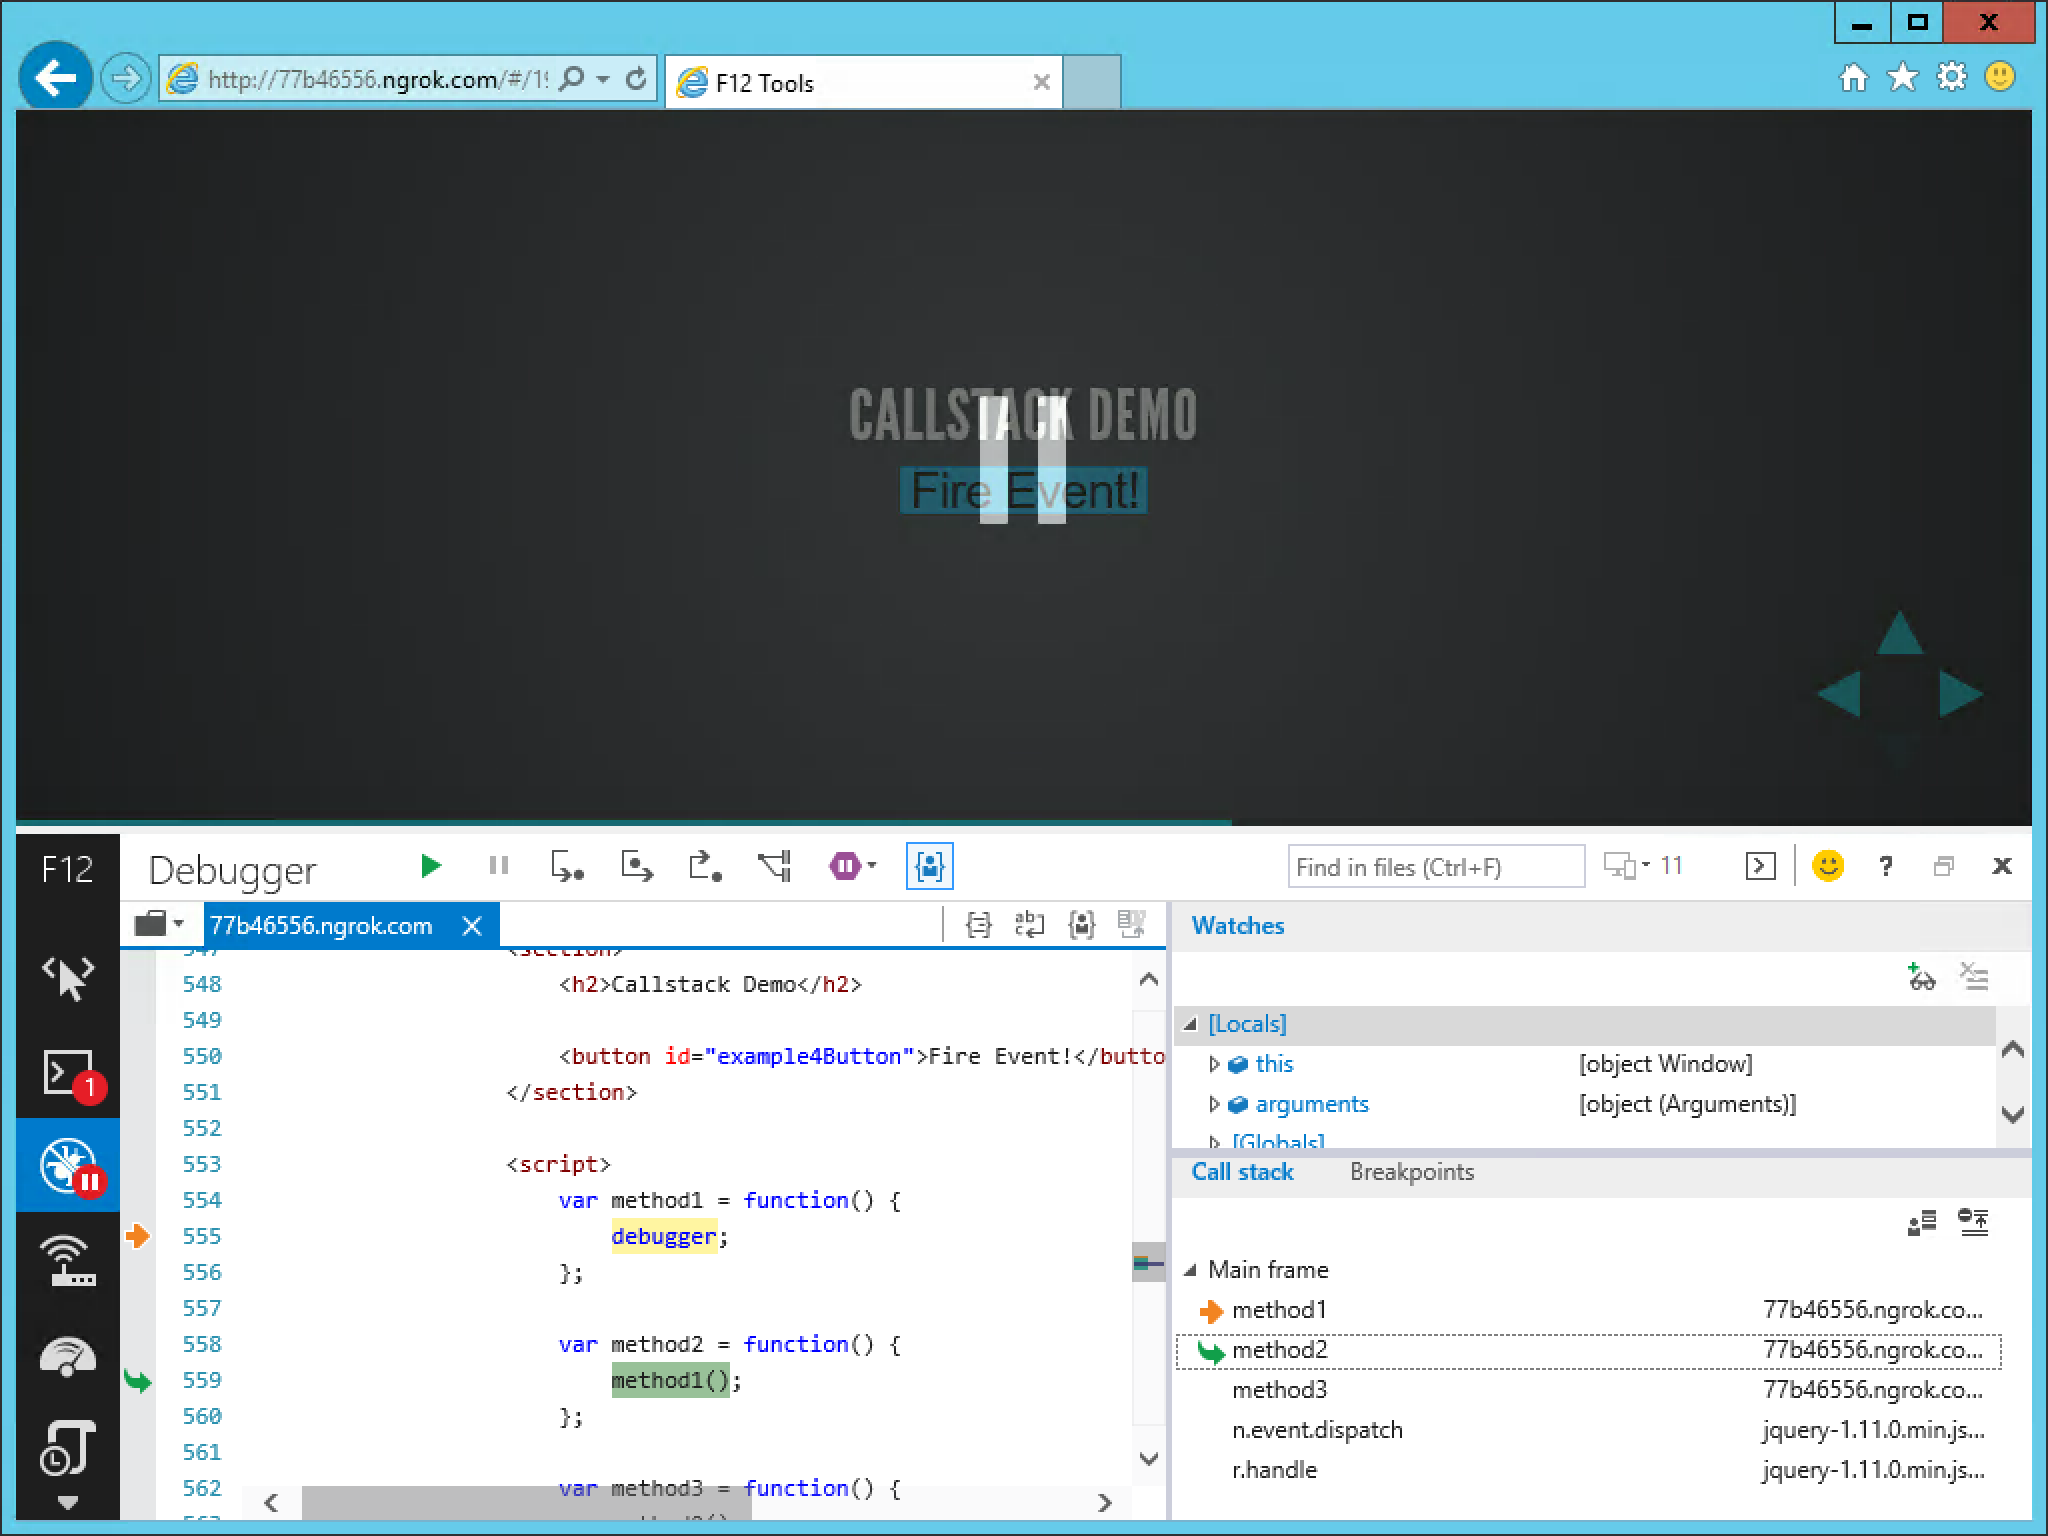 http://77b46556.ngrok.com/#/19
F12 Tools
CALLSTACK DEMO
Fire Event!
F12
Debugger
Find in files (Ctrl+F)
11
?
77b46556.ngrok.com
Watches
547 <section>
548 <h2>Callstack Demo</h2>
549
550 <button id="example4Button">Fire Event!</butto
551 </section>
552
553 <script>
554 var method1 = function() {
555 debugger;
556 };
557
558 var method2 = function() {
559 method1();
560 };
561
562 var method3 = function() {
1
[Locals]
this [object Window]
arguments [object (Arguments)]
[Globals]
Call stack Breakpoints
Main frame
method1 77b46556.ngrok.co...
method2 77b46556.ngrok.co...
method3 77b46556.ngrok.co...
n.event.dispatch jquery-1.11.0.min.js...
r.handle jquery-1.11.0.min.js...